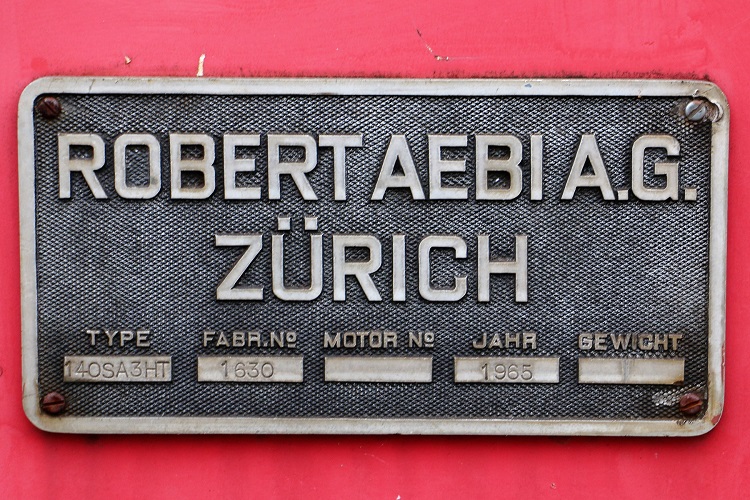 ROBERT AEBI A.G.
ZÜRICH
TYPE FABR.Nº MOTOR Nº JAHR GEWICHT
140SA3HT 1630 1965